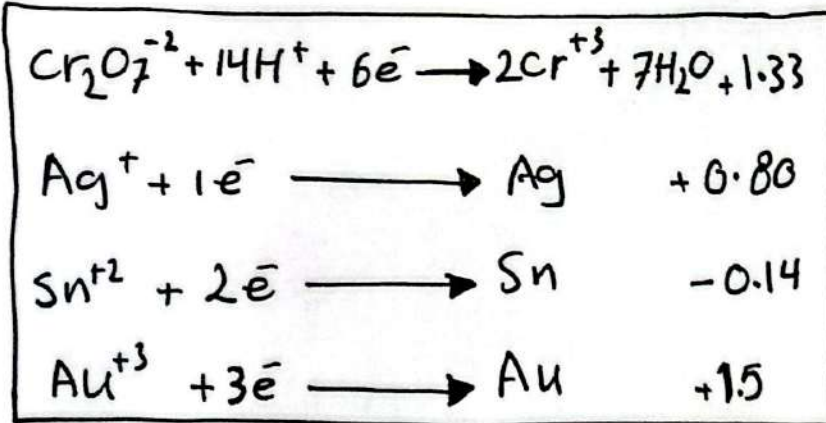 Cr₂O₇⁻² + 14H⁺ + 6e⁻ → 2Cr⁺³ + 7H₂O + 1.33
Ag⁺ + 1e⁻ → Ag + 0.80
Sn⁺² + 2e⁻ → Sn - 0.14
Au⁺³ + 3e⁻ → Au + 1.5